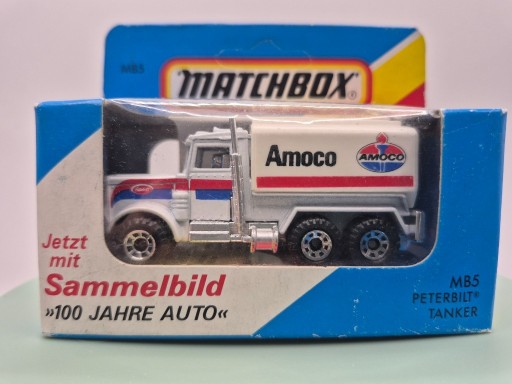 MB5
MATCHBOX®
Amoco
AMOCO
Jetzt
mit
Sammelbild
»100 JAHRE AUTO«
MB5
PETERBILT®
TANKER